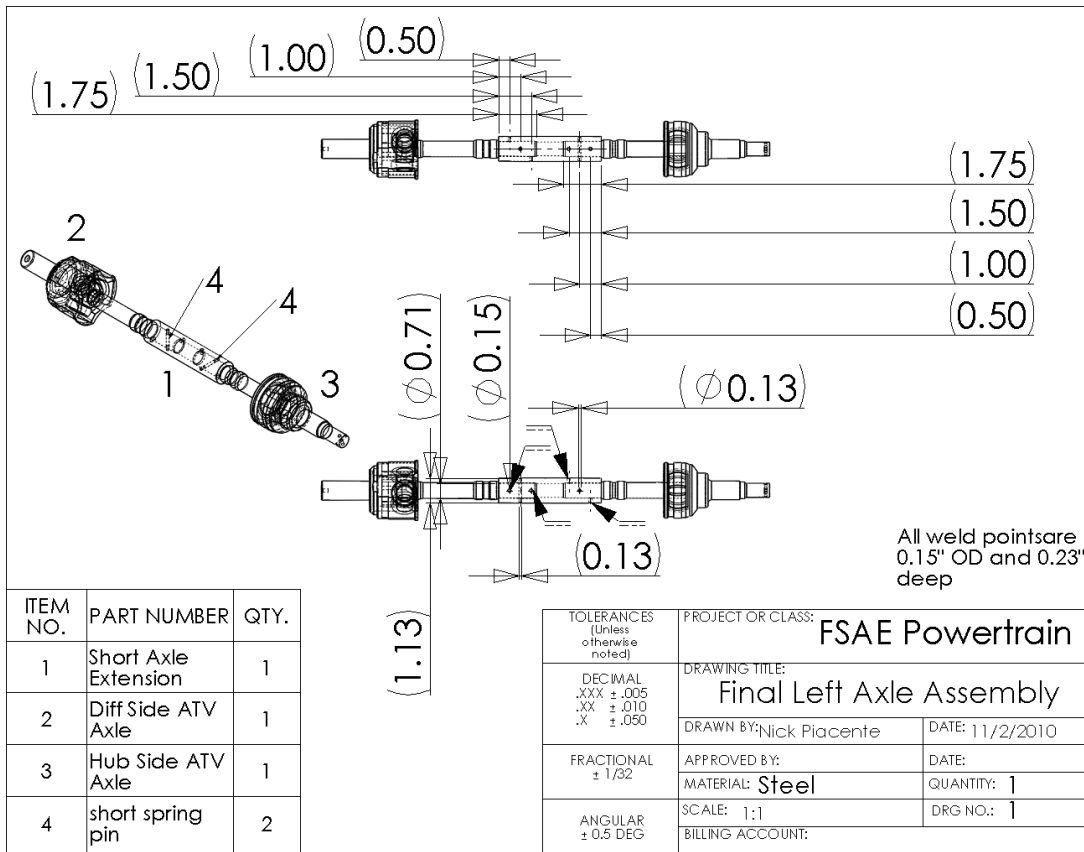 (0.50)
(1.00)
(1.50)
(1.75)
(1.75)
(1.50)
(1.00)
(0.50)
2
4
4
1
3
(⌀0.71)
(⌀0.15)
(⌀0.13)
(0.13)
(1.13)
All weld pointsare
0.15" OD and 0.23"
deep
ITEM NO. PART NUMBER QTY.
1 Short Axle Extension 1
2 Diff Side ATV Axle 1
3 Hub Side ATV Axle 1
4 short spring pin 2
TOLERANCES
(Unless
otherwise
noted)
DECIMAL
.XXX ± .005
.XX ± .010
.X ± .050
FRACTIONAL
± 1/32
ANGULAR
± 0.5 DEG
PROJECT OR CLASS: FSAE Powertrain
DRAWING TITLE:
Final Left Axle Assembly
DRAWN BY: Nick Piacente DATE: 11/2/2010
APPROVED BY: DATE:
MATERIAL: Steel QUANTITY: 1
SCALE: 1:1 DRG NO.: 1
BILLING ACCOUNT: